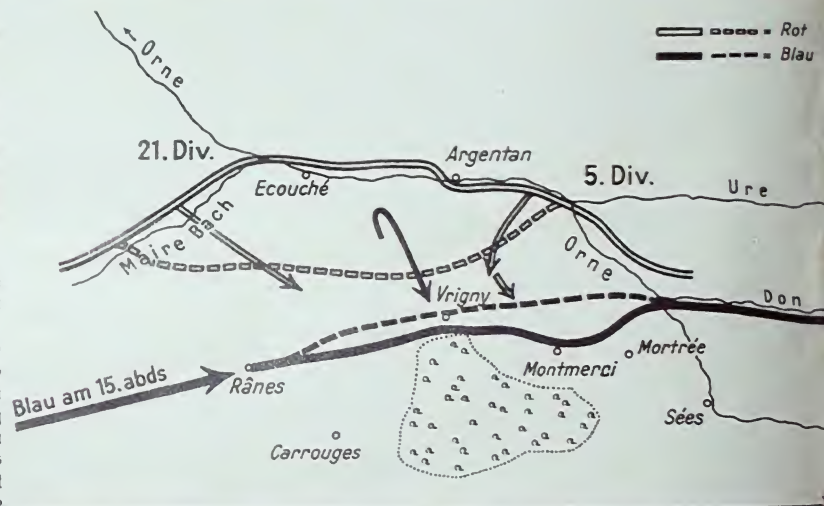 Rot
Blau
← Orne
21. Div.
Argentan
5. Div.
Ecouché
Ure
Maire Bach
Orne
Vrigny
Don
Montmerci
Mortrée
Blau am 15. abds
Rânes
Sées
Carrouges